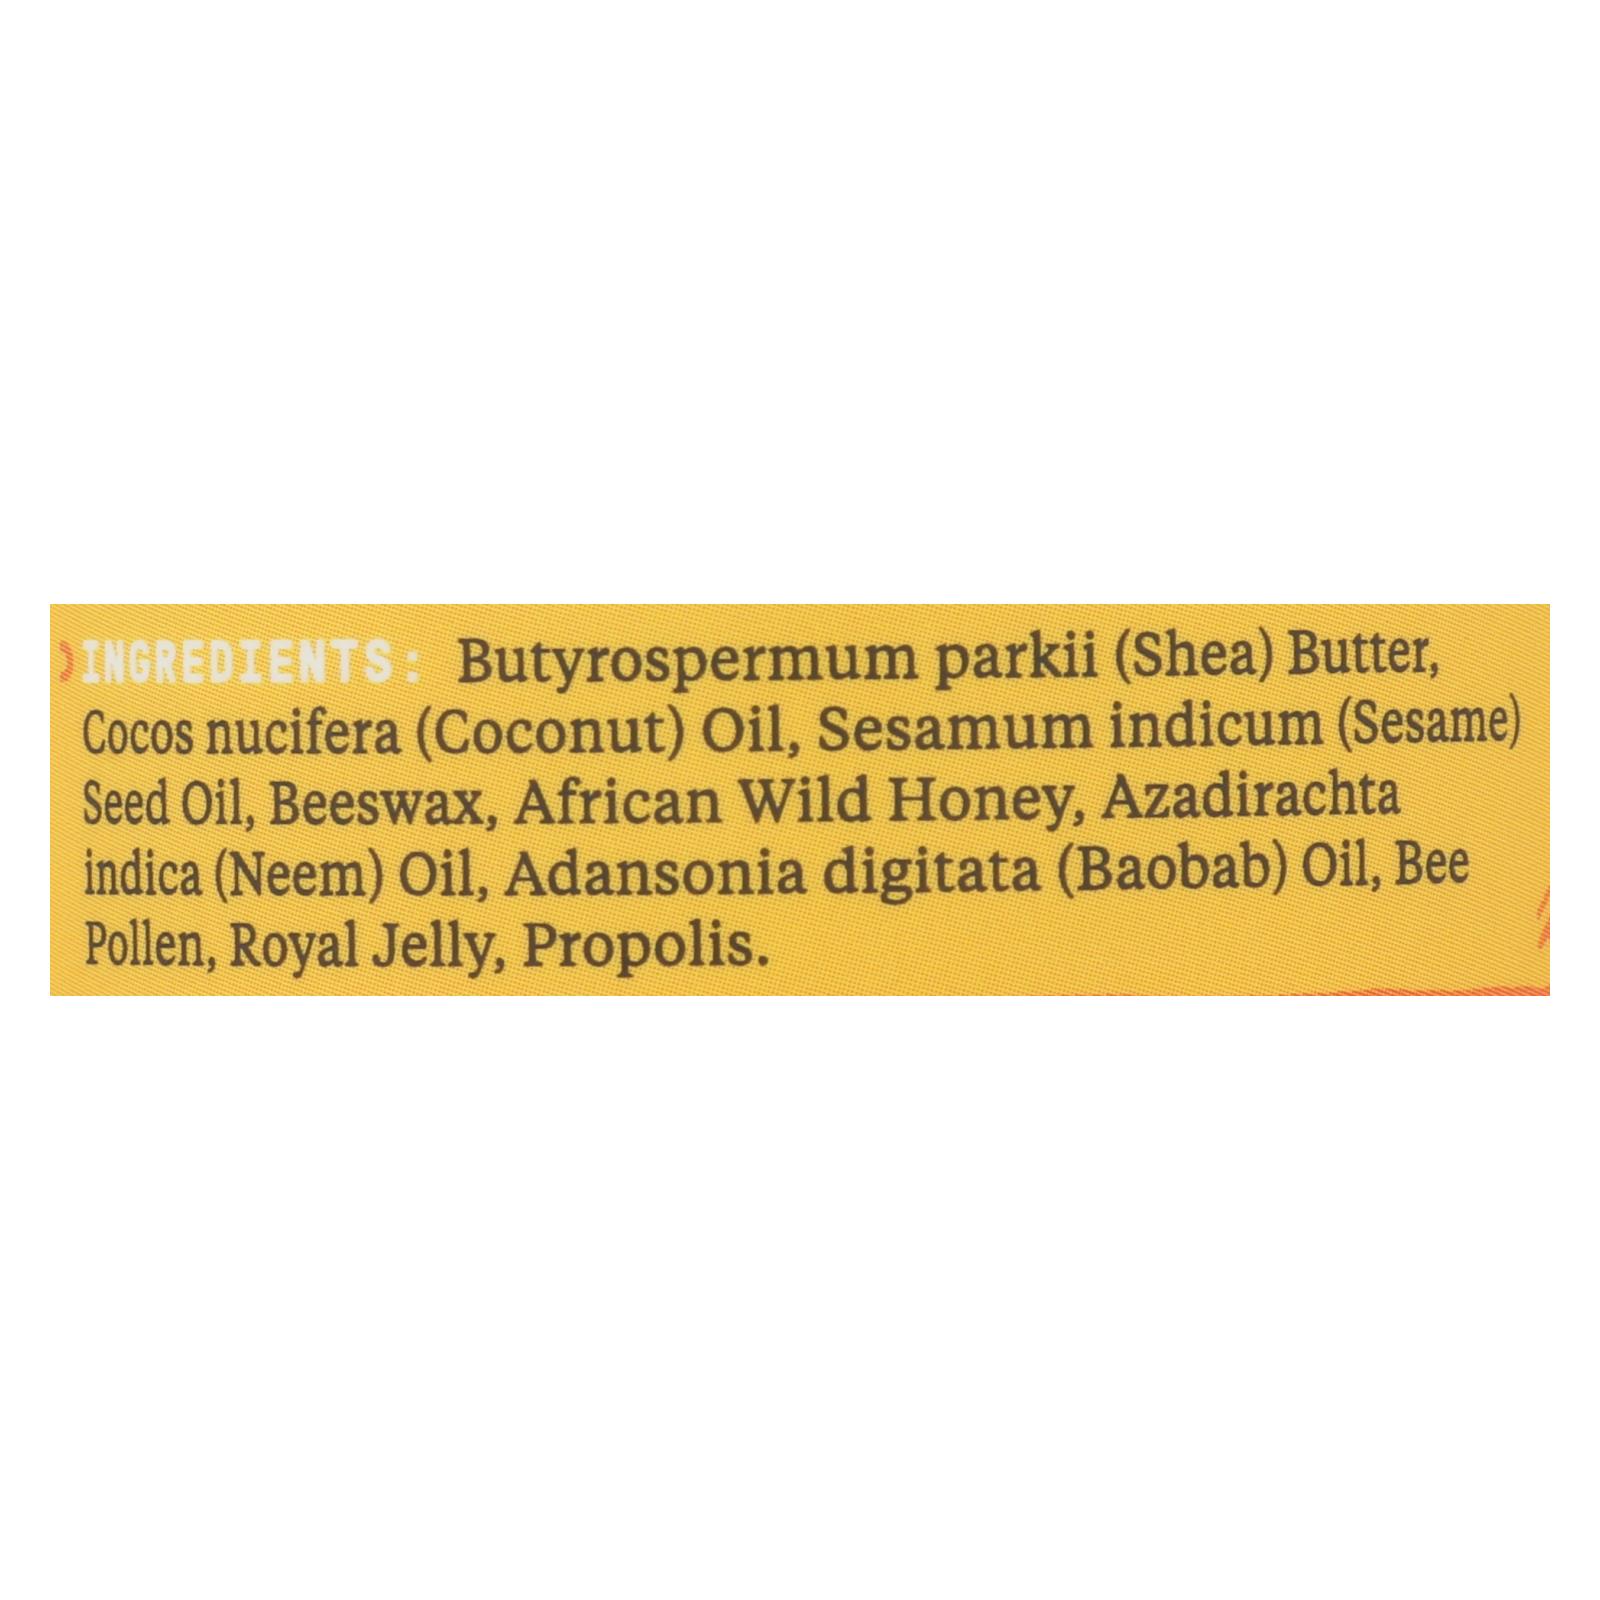 INGREDIENTS: Butyrospermum parkii (Shea) Butter,
Cocos nucifera (Coconut) Oil, Sesamum indicum (Sesame)
Seed Oil, Beeswax, African Wild Honey, Azadirachta
indica (Neem) Oil, Adansonia digitata (Baobab) Oil, Bee
Pollen, Royal Jelly, Propolis.